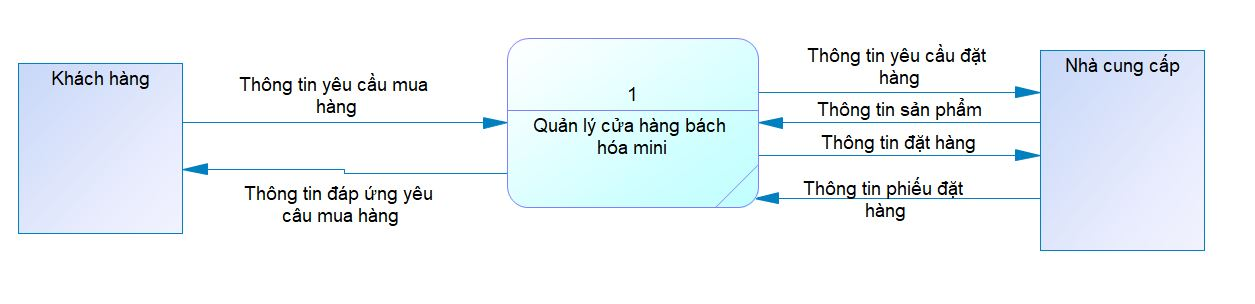 Khách hàng
Thông tin yêu cầu mua
hàng
Thông tin đáp ứng yêu
câu mua hàng
1
Quản lý cửa hàng bách
hóa mini
Thông tin yêu cầu đặt
hàng
Thông tin sản phẩm
Thông tin đặt hàng
Thông tin phiếu đặt
hàng
Nhà cung cấp